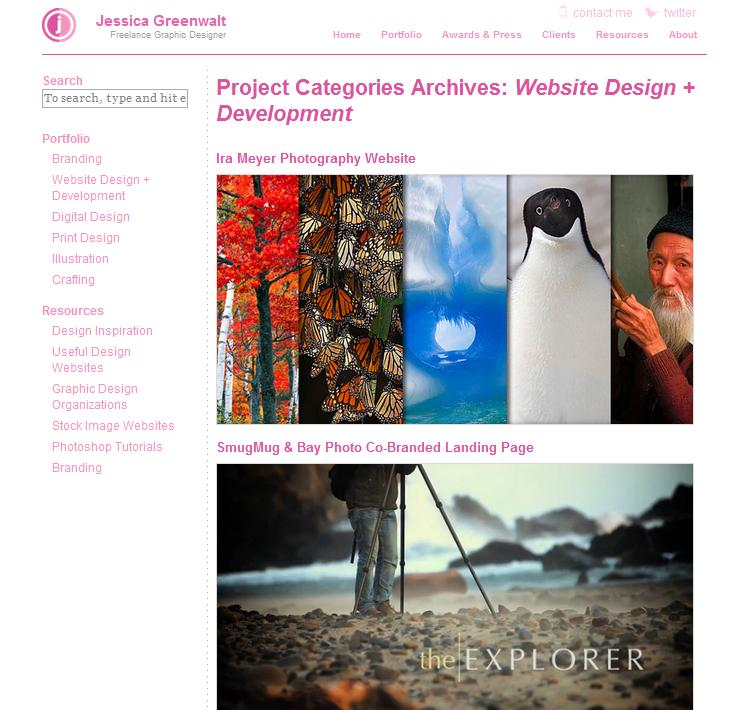 j
Jessica Greenwalt
Freelance Graphic Designer
contact me twitter
Home Portfolio Awards & Press Clients Resources About
Search
To search, type and hit e
Portfolio
Branding
Website Design +
Development
Digital Design
Print Design
Illustration
Crafting
Resources
Design Inspiration
Useful Design
Websites
Graphic Design
Organizations
Stock Image Websites
Photoshop Tutorials
Branding
Project Categories Archives: Website Design +
Development
Ira Meyer Photography Website
SmugMug & Bay Photo Co-Branded Landing Page
the EXPLORER